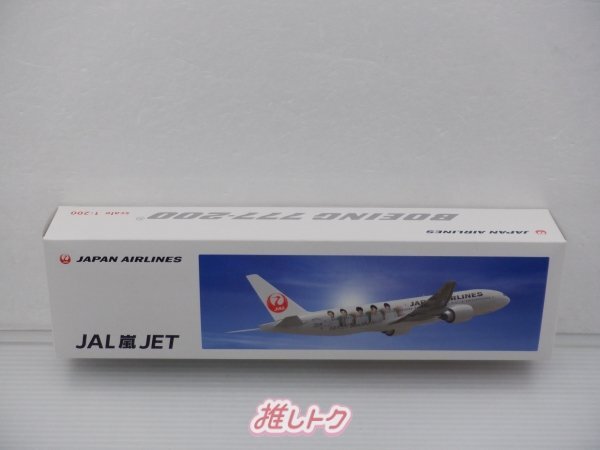 scale 1:200
BOEING 777-200®
JAPAN AIRLINES
JAPAN AIRLINES
JAL嵐JET
JAPAN AIRLINES
JAL
推しトク